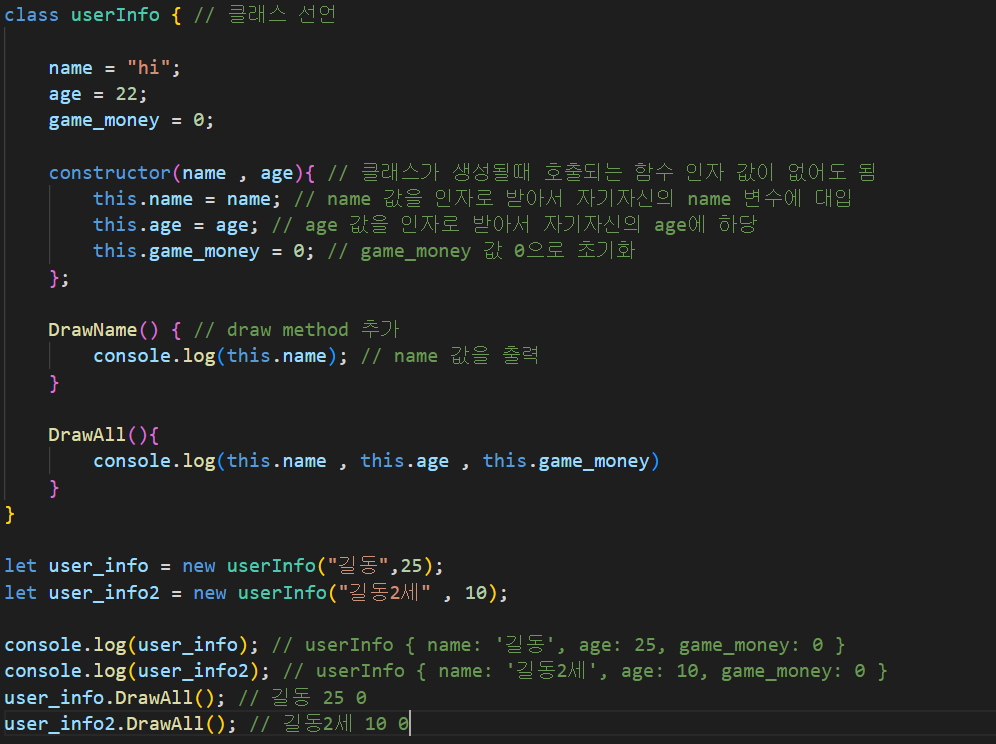 class userInfo { // 클래스 선언
name = "hi";
age = 22;
game_money = 0;
constructor(name , age){ // 클래스가 생성될때 호출되는 함수 인자 값이 없어도 됨
this.name = name; // name 값을 인자로 받아서 자기자신의 name 변수에 대입
this.age = age; // age 값을 인자로 받아서 자기자신의 age에 하당
this.game_money = 0; // game_money 값 0으로 초기화
};
DrawName() { // draw method 추가
console.log(this.name); // name 값을 출력
}
DrawAll(){
console.log(this.name , this.age , this.game_money)
}
}
let user_info = new userInfo("길동",25);
let user_info2 = new userInfo("길동2세" , 10);
console.log(user_info); // userInfo { name: '길동', age: 25, game_money: 0 }
console.log(user_info2); // userInfo { name: '길동2세', age: 10, game_money: 0 }
user_info.DrawAll(); // 길동 25 0
user_info2.DrawAll(); // 길동2세 10 0